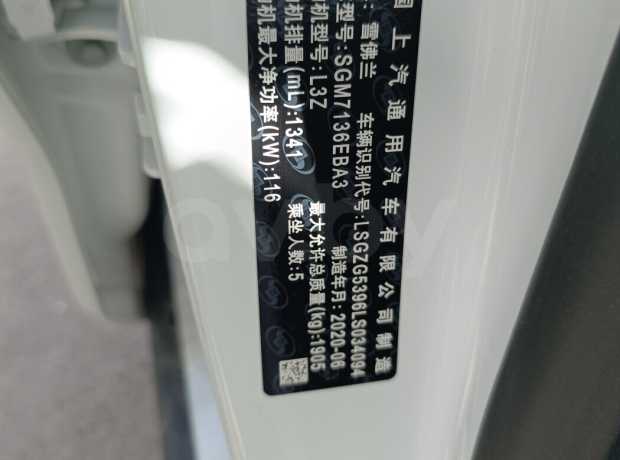 国上汽通用汽车有限公司制造
:雪佛兰 车辆识别代号:LSGZG5396LS034094
型号:SGM7136EBA3 制造年月:2020-06
机型号:L3Z 最大允许总质量(kg):1905
机排量(mL):1341 乘坐人数:5
机最大净功率(kW):116